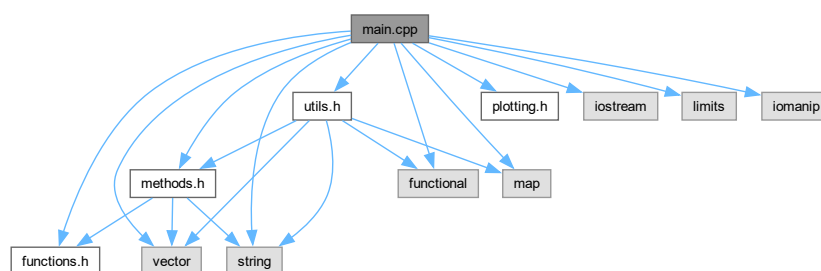 main.cpp
utils.h
plotting.h
iostream
limits
iomanip
methods.h
functional
map
functions.h
vector
string